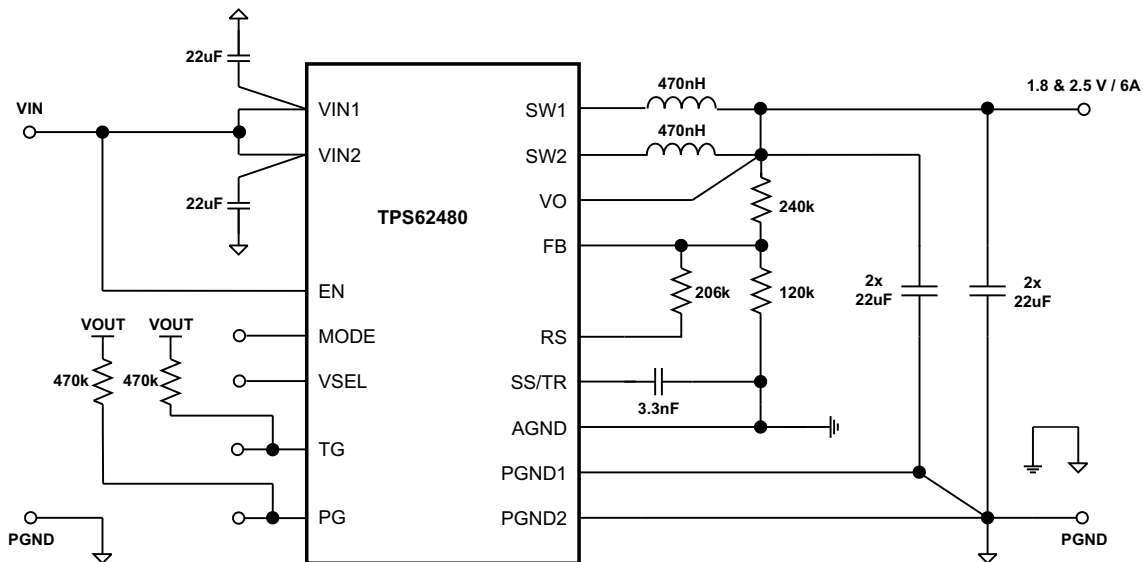 22uF
VIN
22uF
VIN1
VIN2
EN
MODE
VSEL
TG
PG
VOUT
VOUT
470k
470k
PGND
TPS62480
SW1
SW2
VO
FB
RS
SS/TR
AGND
PGND1
PGND2
470nH
470nH
1.8 & 2.5 V / 6A
240k
206k
120k
3.3nF
2x
22uF
2x
22uF
PGND